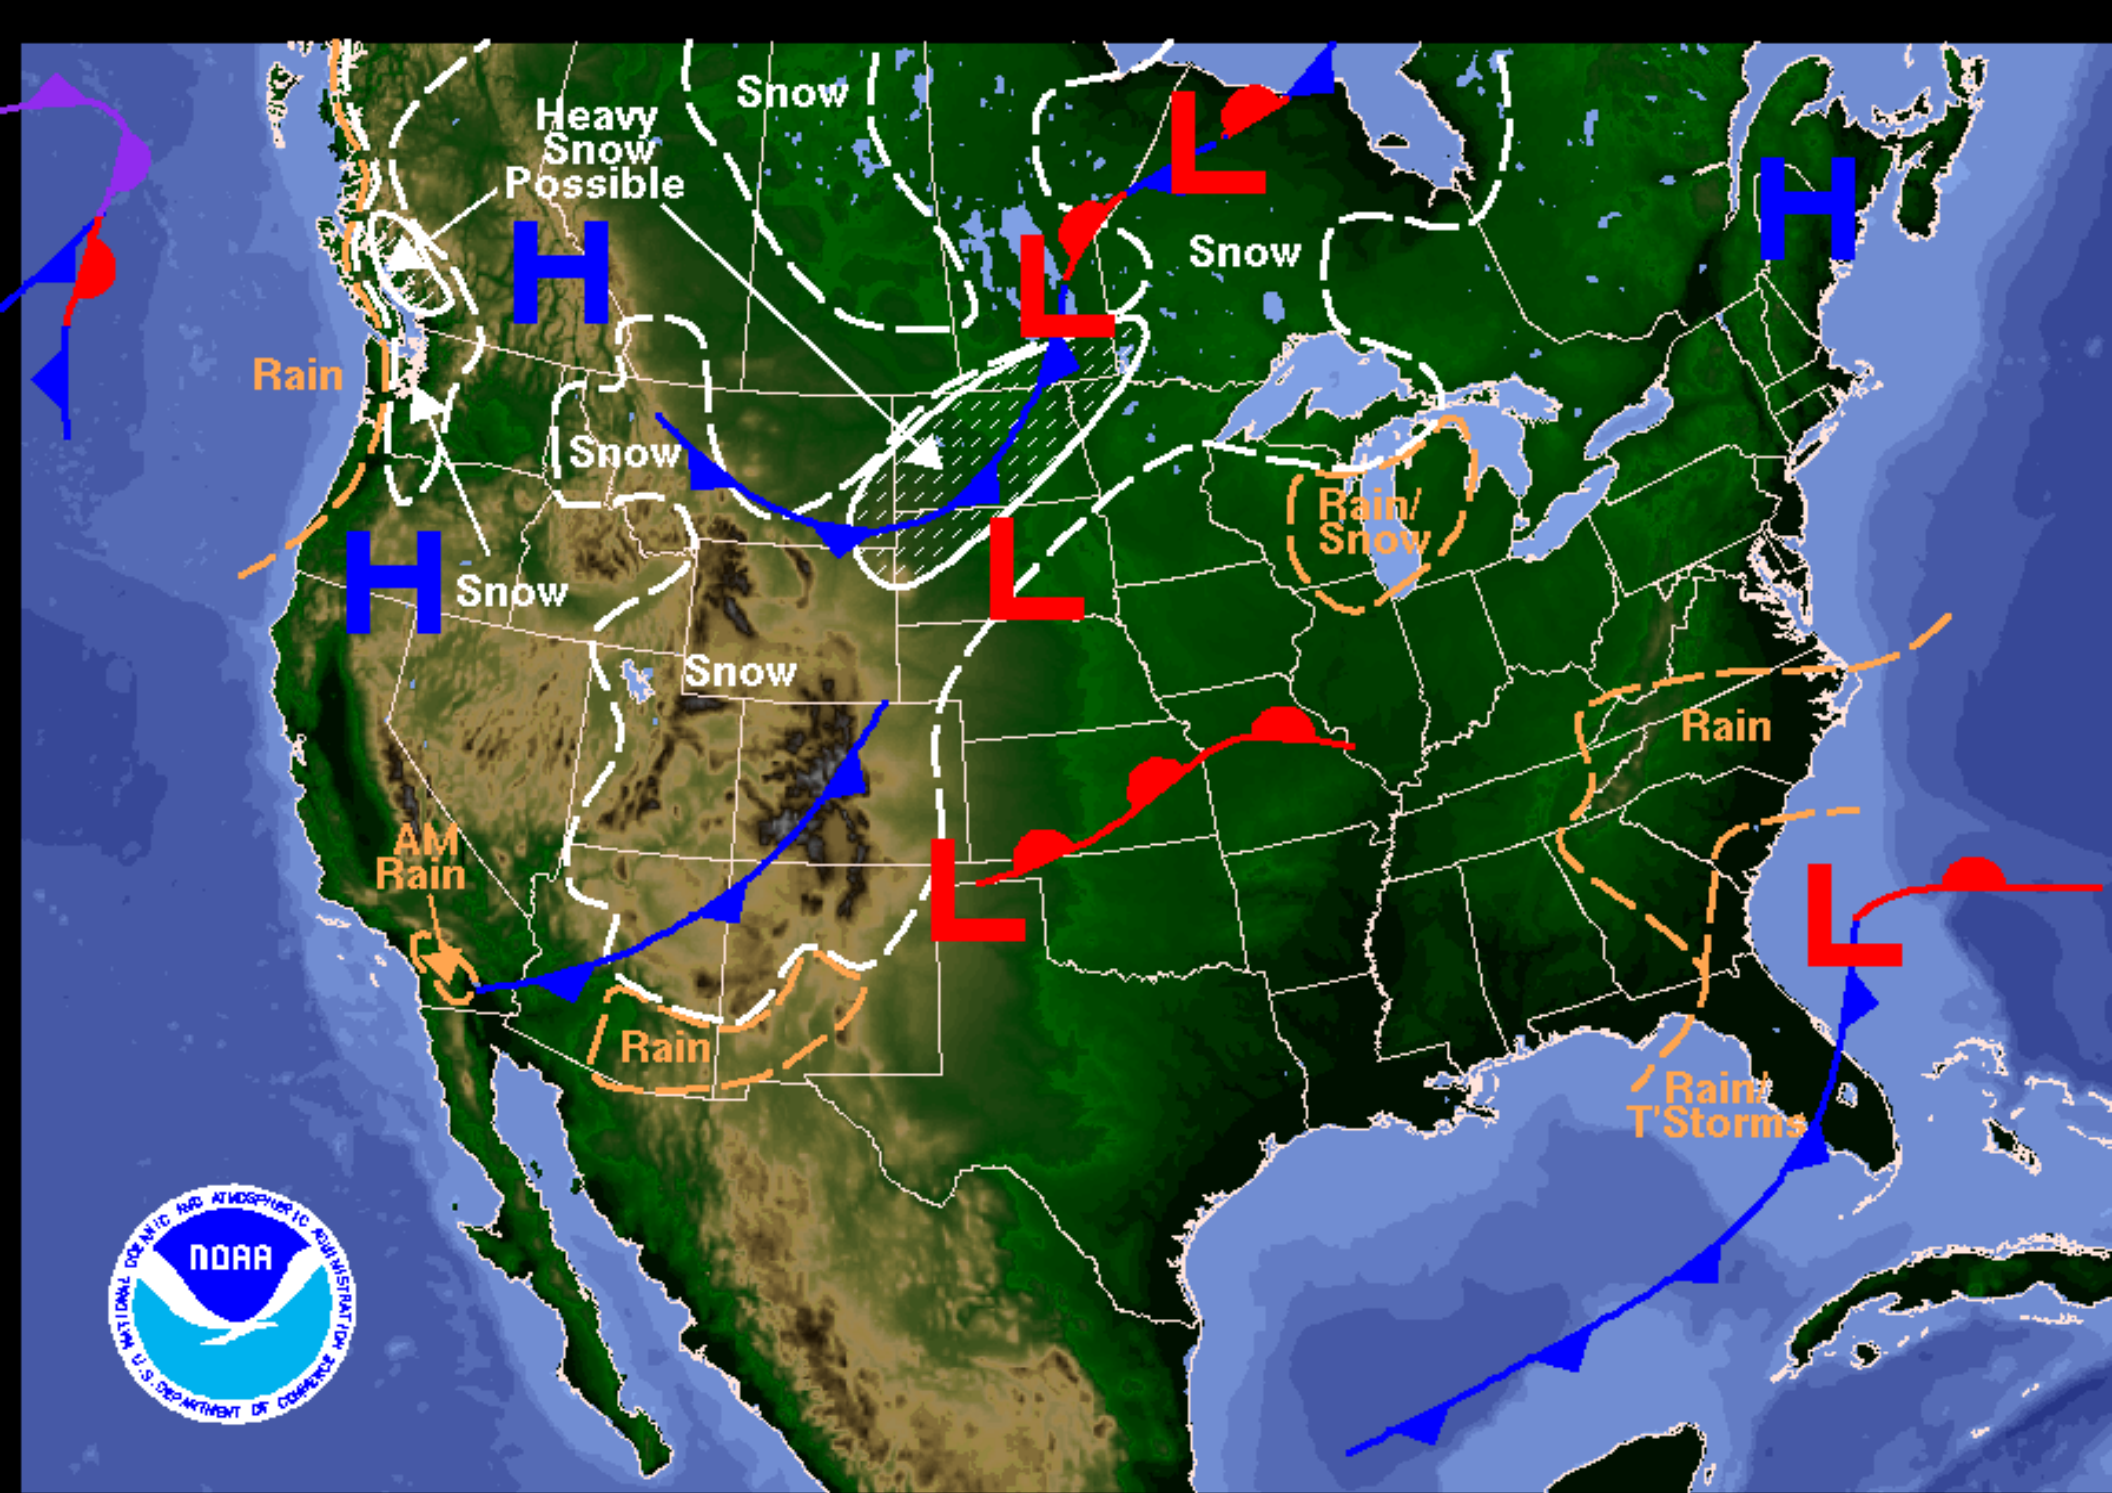 Snow
Heavy
Snow
Possible
H
L
H
Snow
L
Rain
Snow
Rain/
Snow
L
H
Snow
Snow
Rain
AM
Rain
L
L
Rain
Rain/
T'Storms
NATIONAL OCEANIC AND ATMOSPHERIC ADMINISTRATION
NOAA
U.S. DEPARTMENT OF COMMERCE